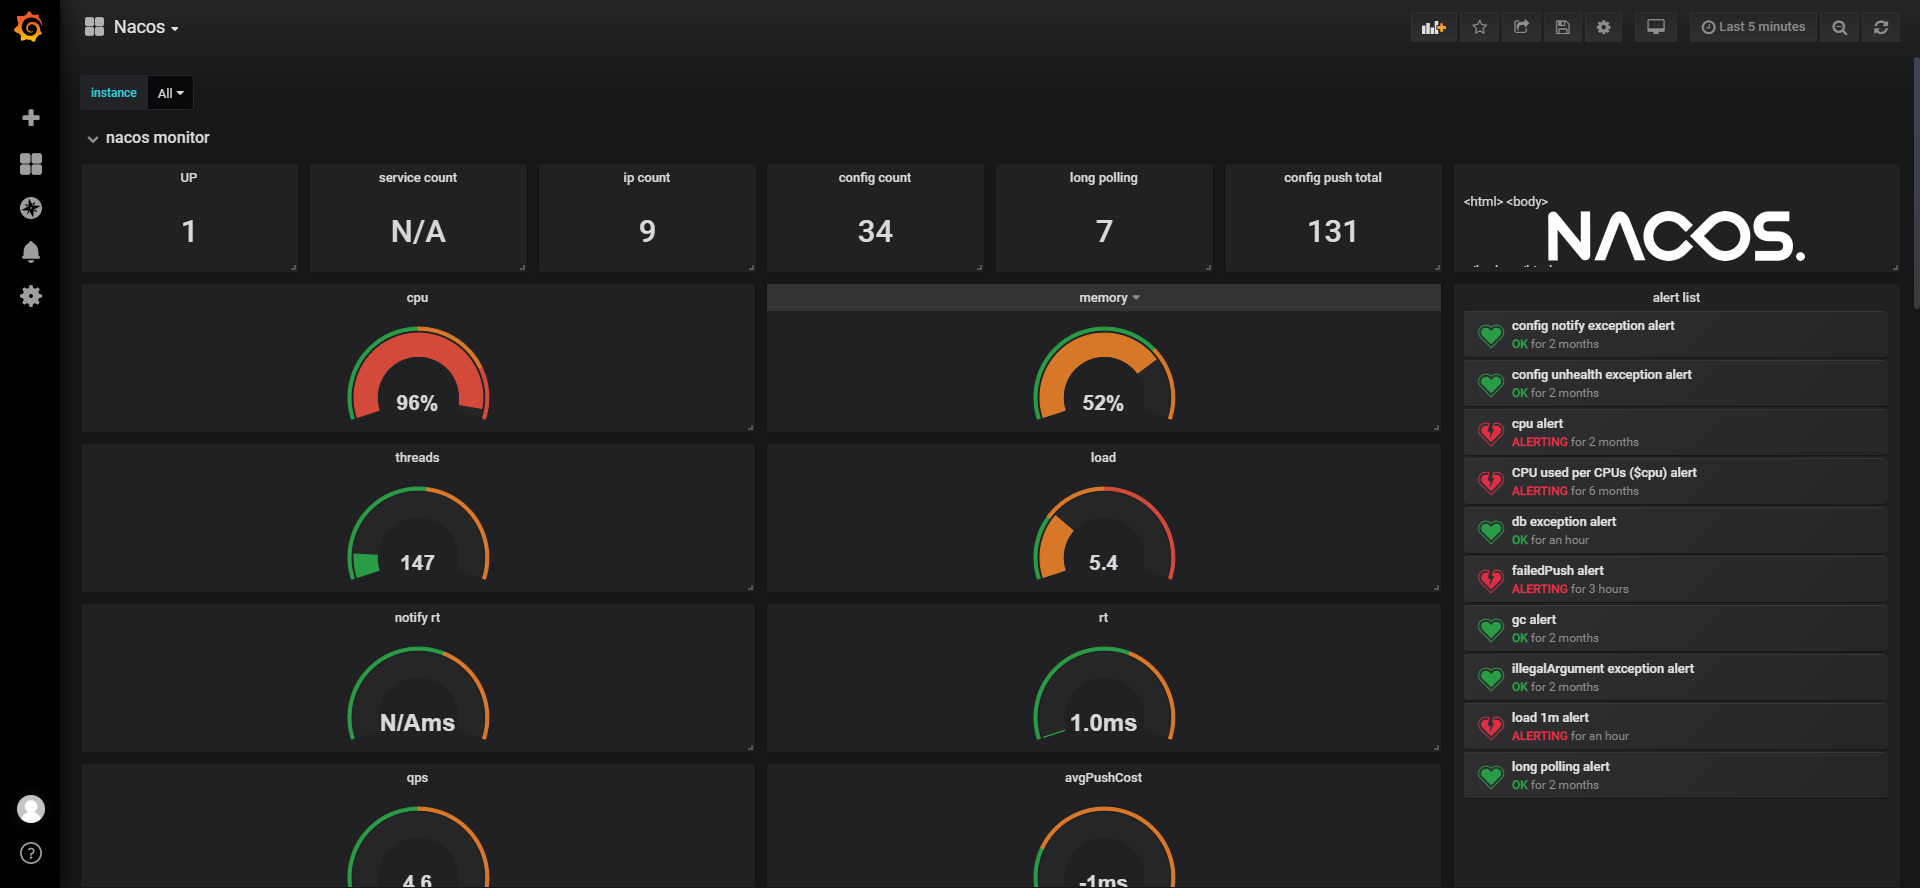 Nacos
Last 5 minutes
instance All
nacos monitor
UP
1
service count
N/A
ip count
9
config count
34
long polling
7
config push total
131
<html> <body>
NACOS.
cpu
96%
memory
52%
threads
147
load
5.4
notify rt
N/Ams
rt
1.0ms
qps
4.6
avgPushCost
-1ms
alert list
config notify exception alert
OK for 2 months
config unhealth exception alert
OK for 2 months
cpu alert
ALERTING for 2 months
CPU used per CPUs ($cpu) alert
ALERTING for 6 months
db exception alert
OK for an hour
failedPush alert
ALERTING for 3 hours
gc alert
OK for 2 months
illegalArgument exception alert
OK for 2 months
load 1m alert
ALERTING for an hour
long polling alert
OK for 2 months